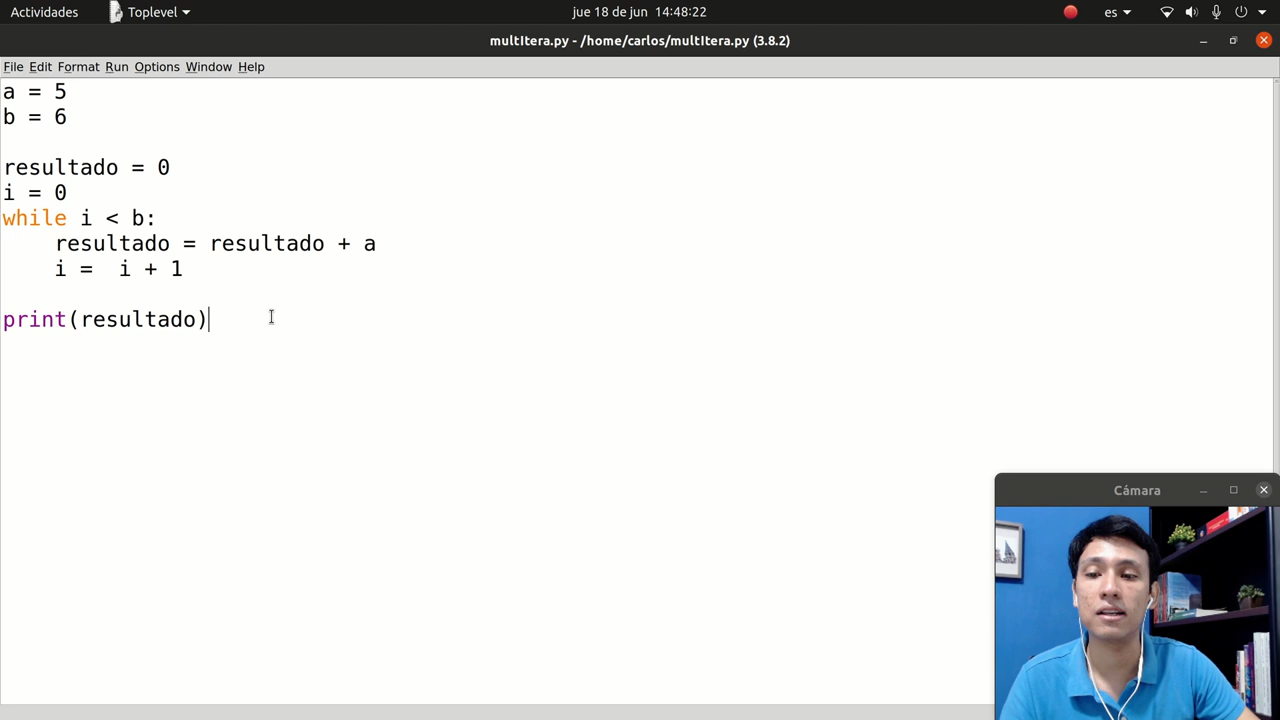 Actividades Toplevel jue 18 de jun 14:48:22 es
multItera.py - /home/carlos/multItera.py (3.8.2)
File Edit Format Run Options Window Help
a = 5
b = 6
resultado = 0
i = 0
while i < b:
    resultado = resultado + a
    i =  i + 1
print(resultado)
Cámara